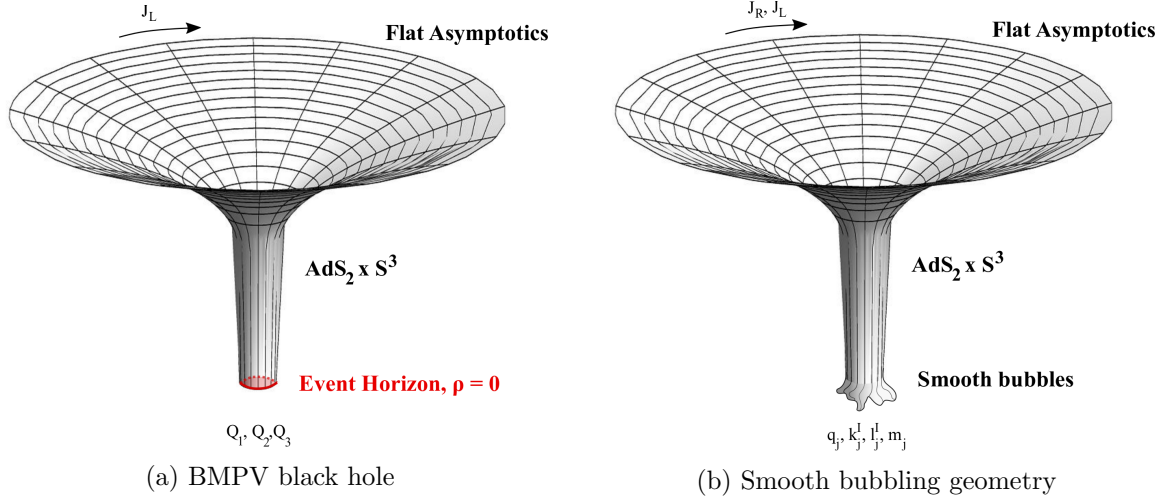 J_L
Flat Asymptotics
AdS_2 x S^3
Event Horizon, ρ = 0
Q_1, Q_2,Q_3
(a) BMPV black hole
J_R, J_L
Flat Asymptotics
AdS_2 x S^3
Smooth bubbles
q_j, k_j^I, l_j^I, m_j
(b) Smooth bubbling geometry